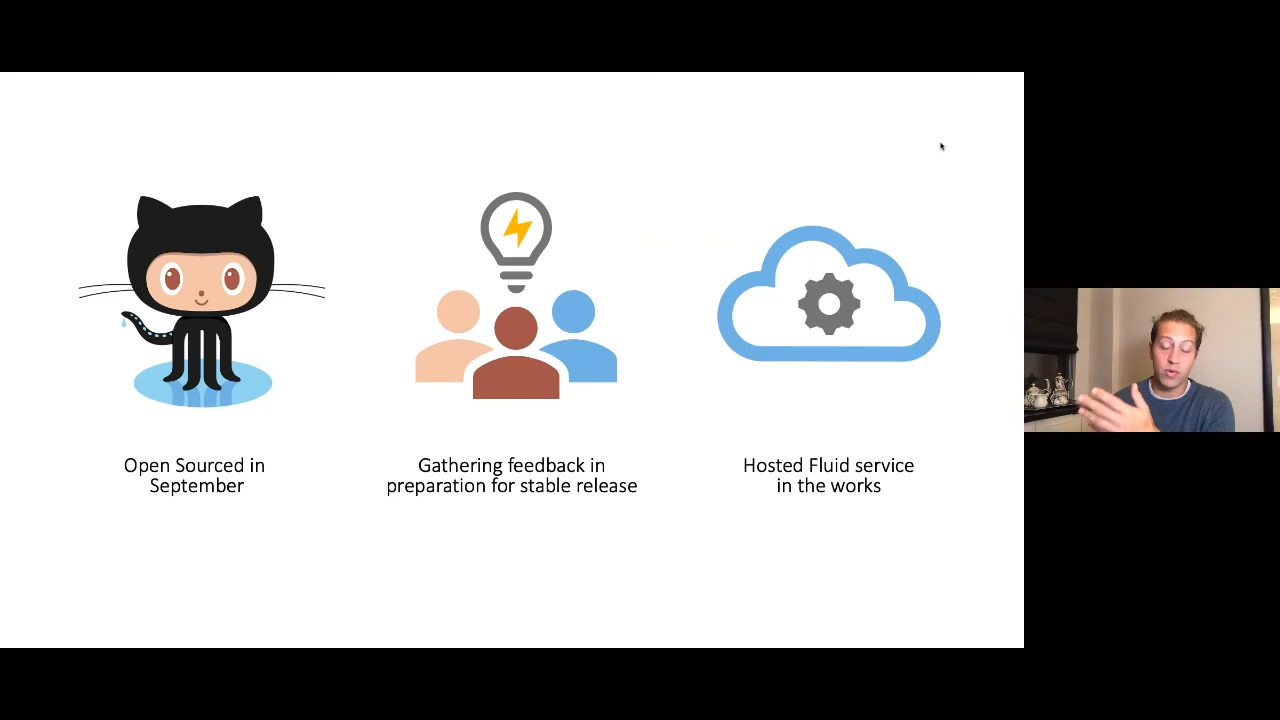 Open Sourced in
September
Gathering feedback in
preparation for stable release
Hosted Fluid service
in the works